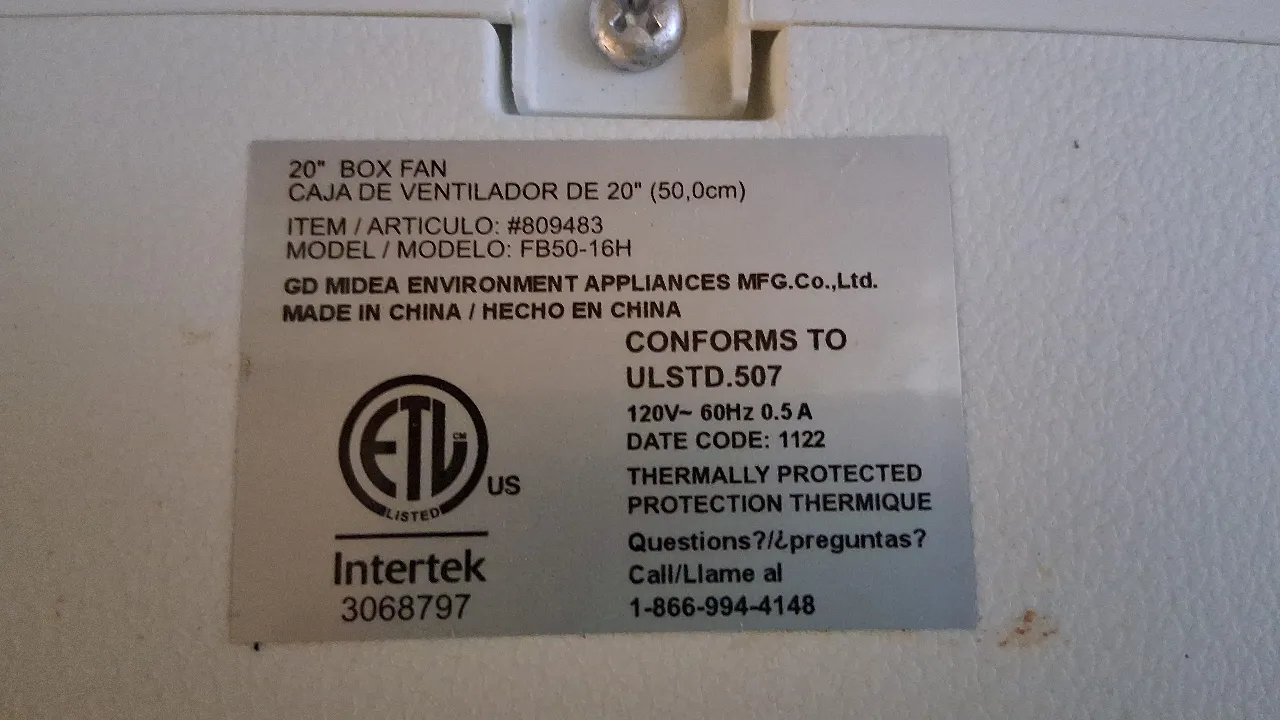 20" BOX FAN
CAJA DE VENTILADOR DE 20" (50,0cm)
ITEM / ARTICULO: #809483
MODEL / MODELO: FB50-16H
GD MIDEA ENVIRONMENT APPLIANCES MFG.Co.,Ltd.
MADE IN CHINA / HECHO EN CHINA
CONFORMS TO
ULSTD.507
120V~ 60Hz 0.5 A
DATE CODE: 1122
THERMALLY PROTECTED
PROTECTION THERMIQUE
Questions?/¿preguntas?
Call/Llame al
1-866-994-4148
ETL CM
US
LISTED
Intertek
3068797